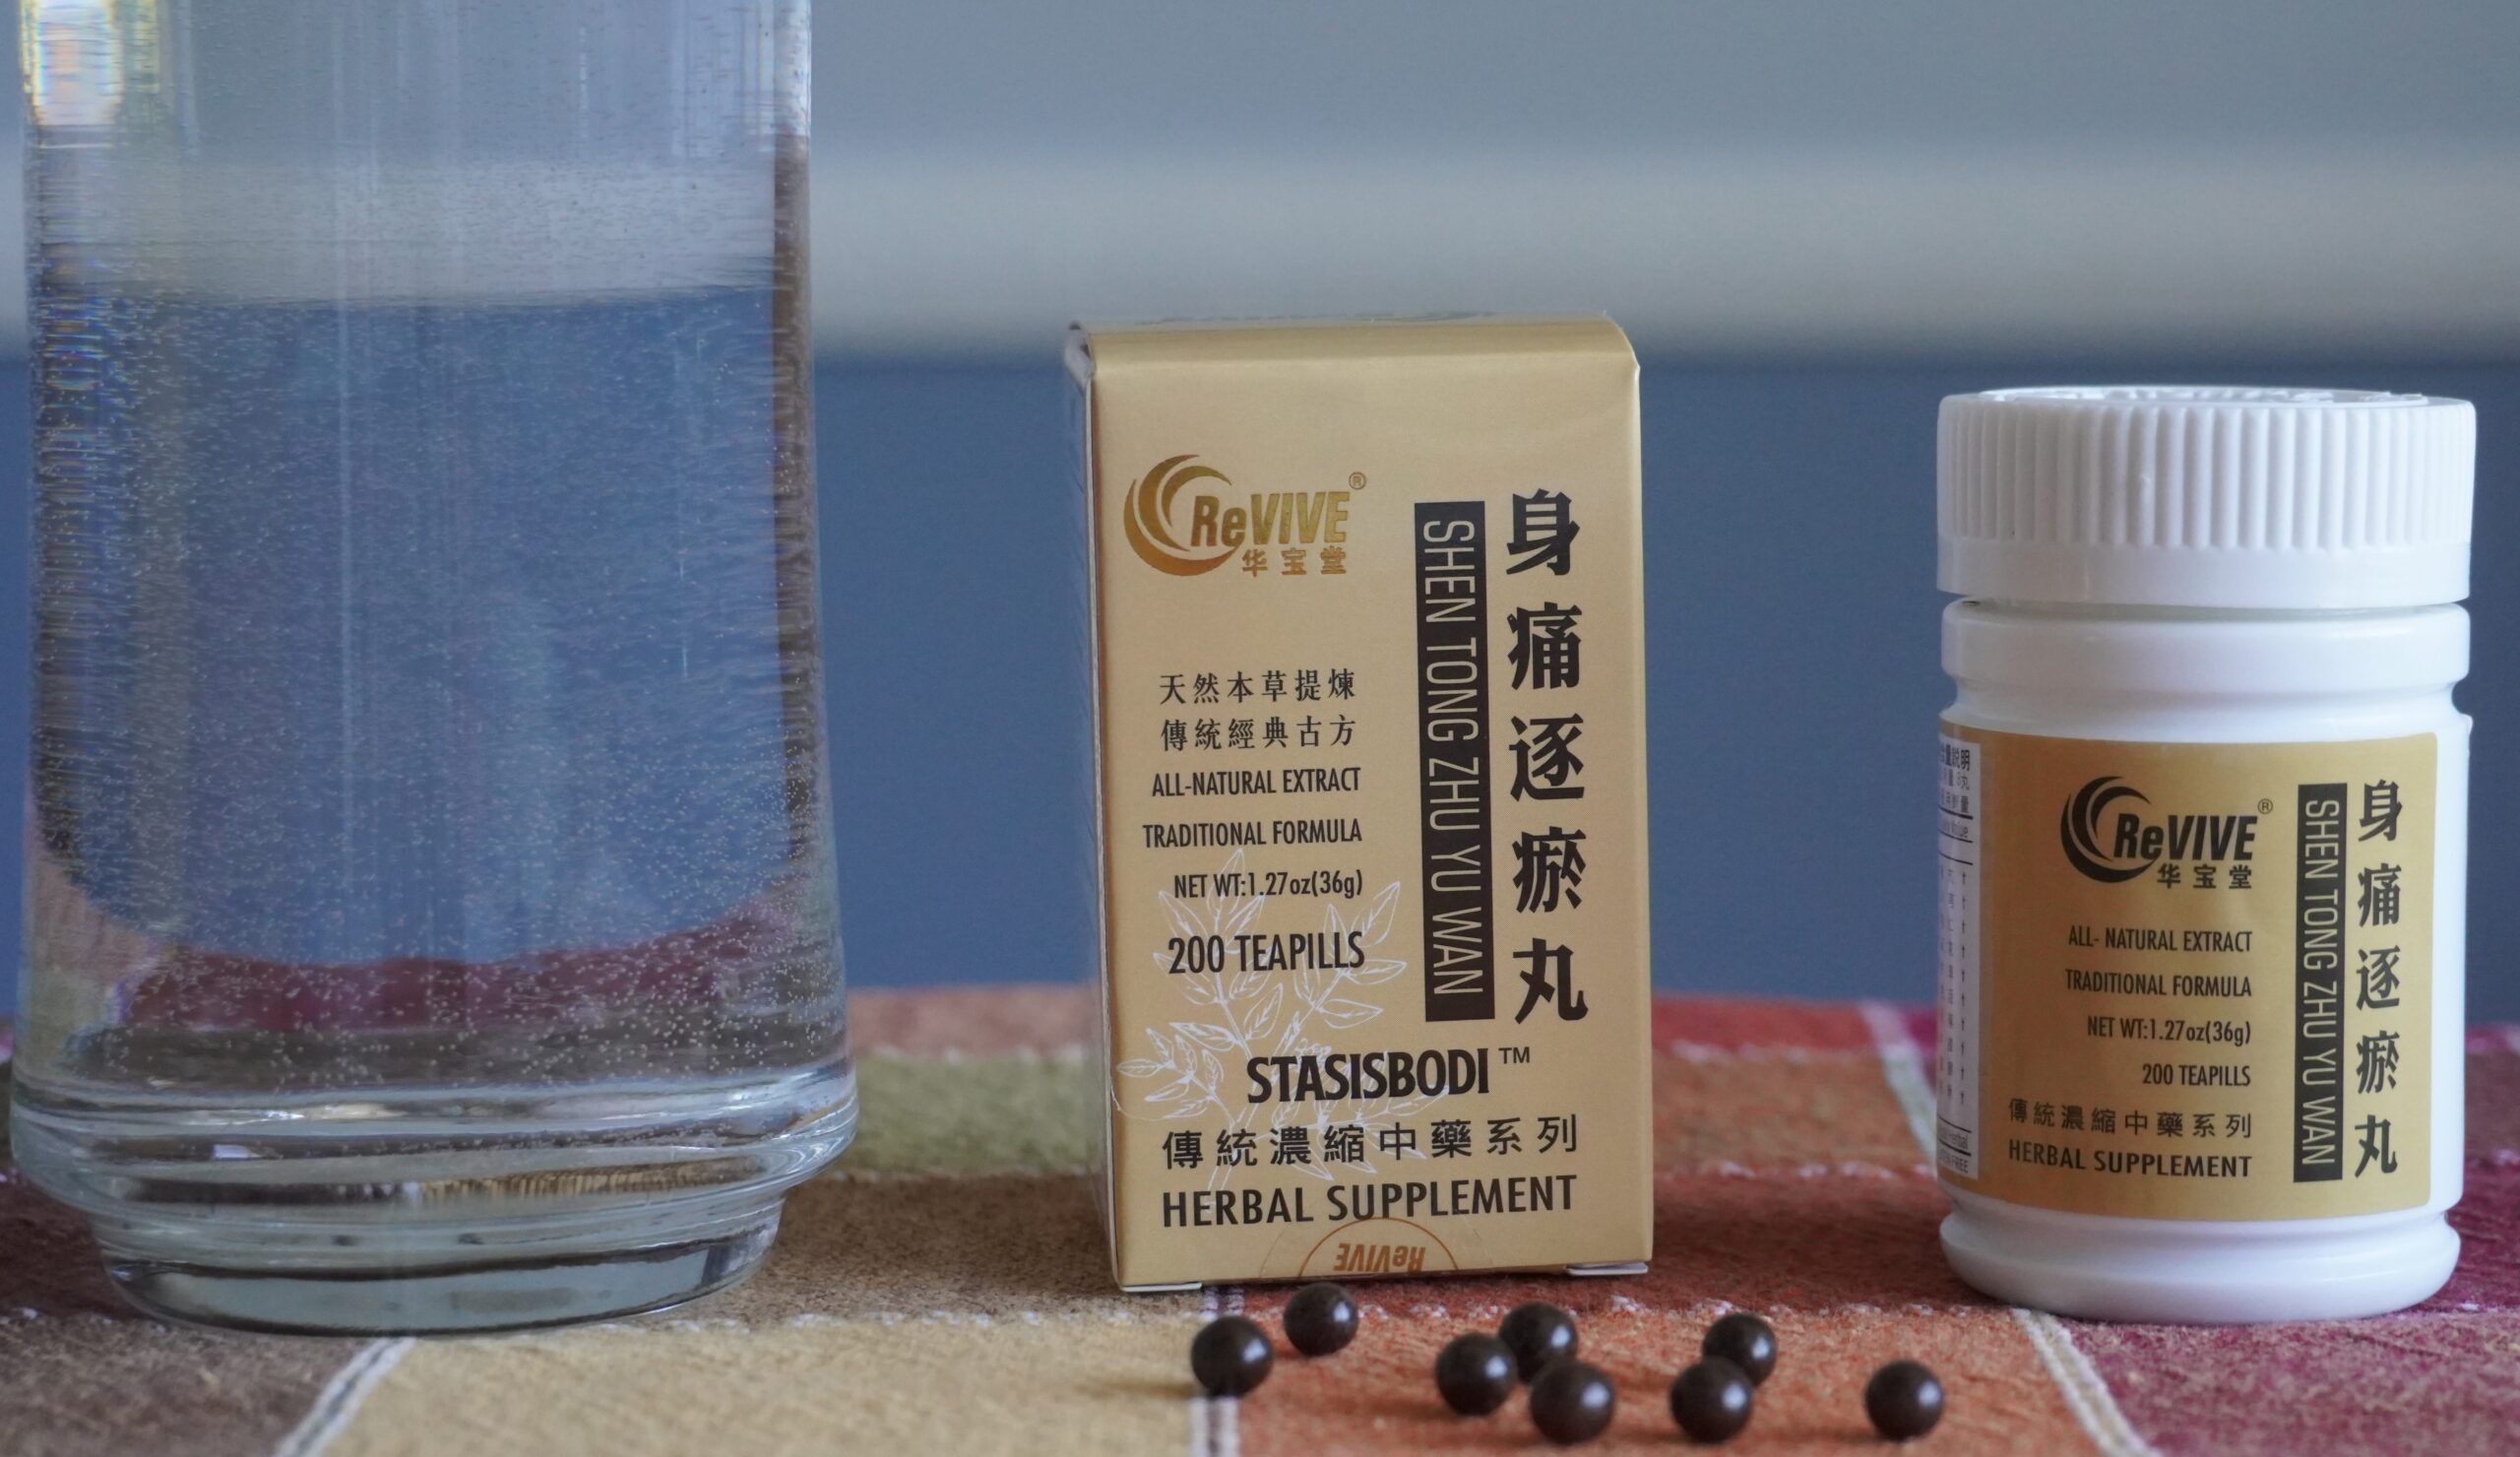 ReVIVE®
华宝堂
身痛逐瘀丸
SHEN TONG ZHU YU WAN
天然本草提煉
傳統經典古方
ALL-NATURAL EXTRACT
TRADITIONAL FORMULA
NET WT:1.27oz(36g)
200 TEAPILLS
STASISBODI™
傳統濃縮中藥系列
HERBAL SUPPLEMENT
ReVIVE
ReVIVE®
华宝堂
身痛逐瘀丸
SHEN TONG ZHU YU WAN
ALL- NATURAL EXTRACT
TRADITIONAL FORMULA
NET WT:1.27oz(36g)
200 TEAPILLS
傳統濃縮中藥系列
HERBAL SUPPLEMENT